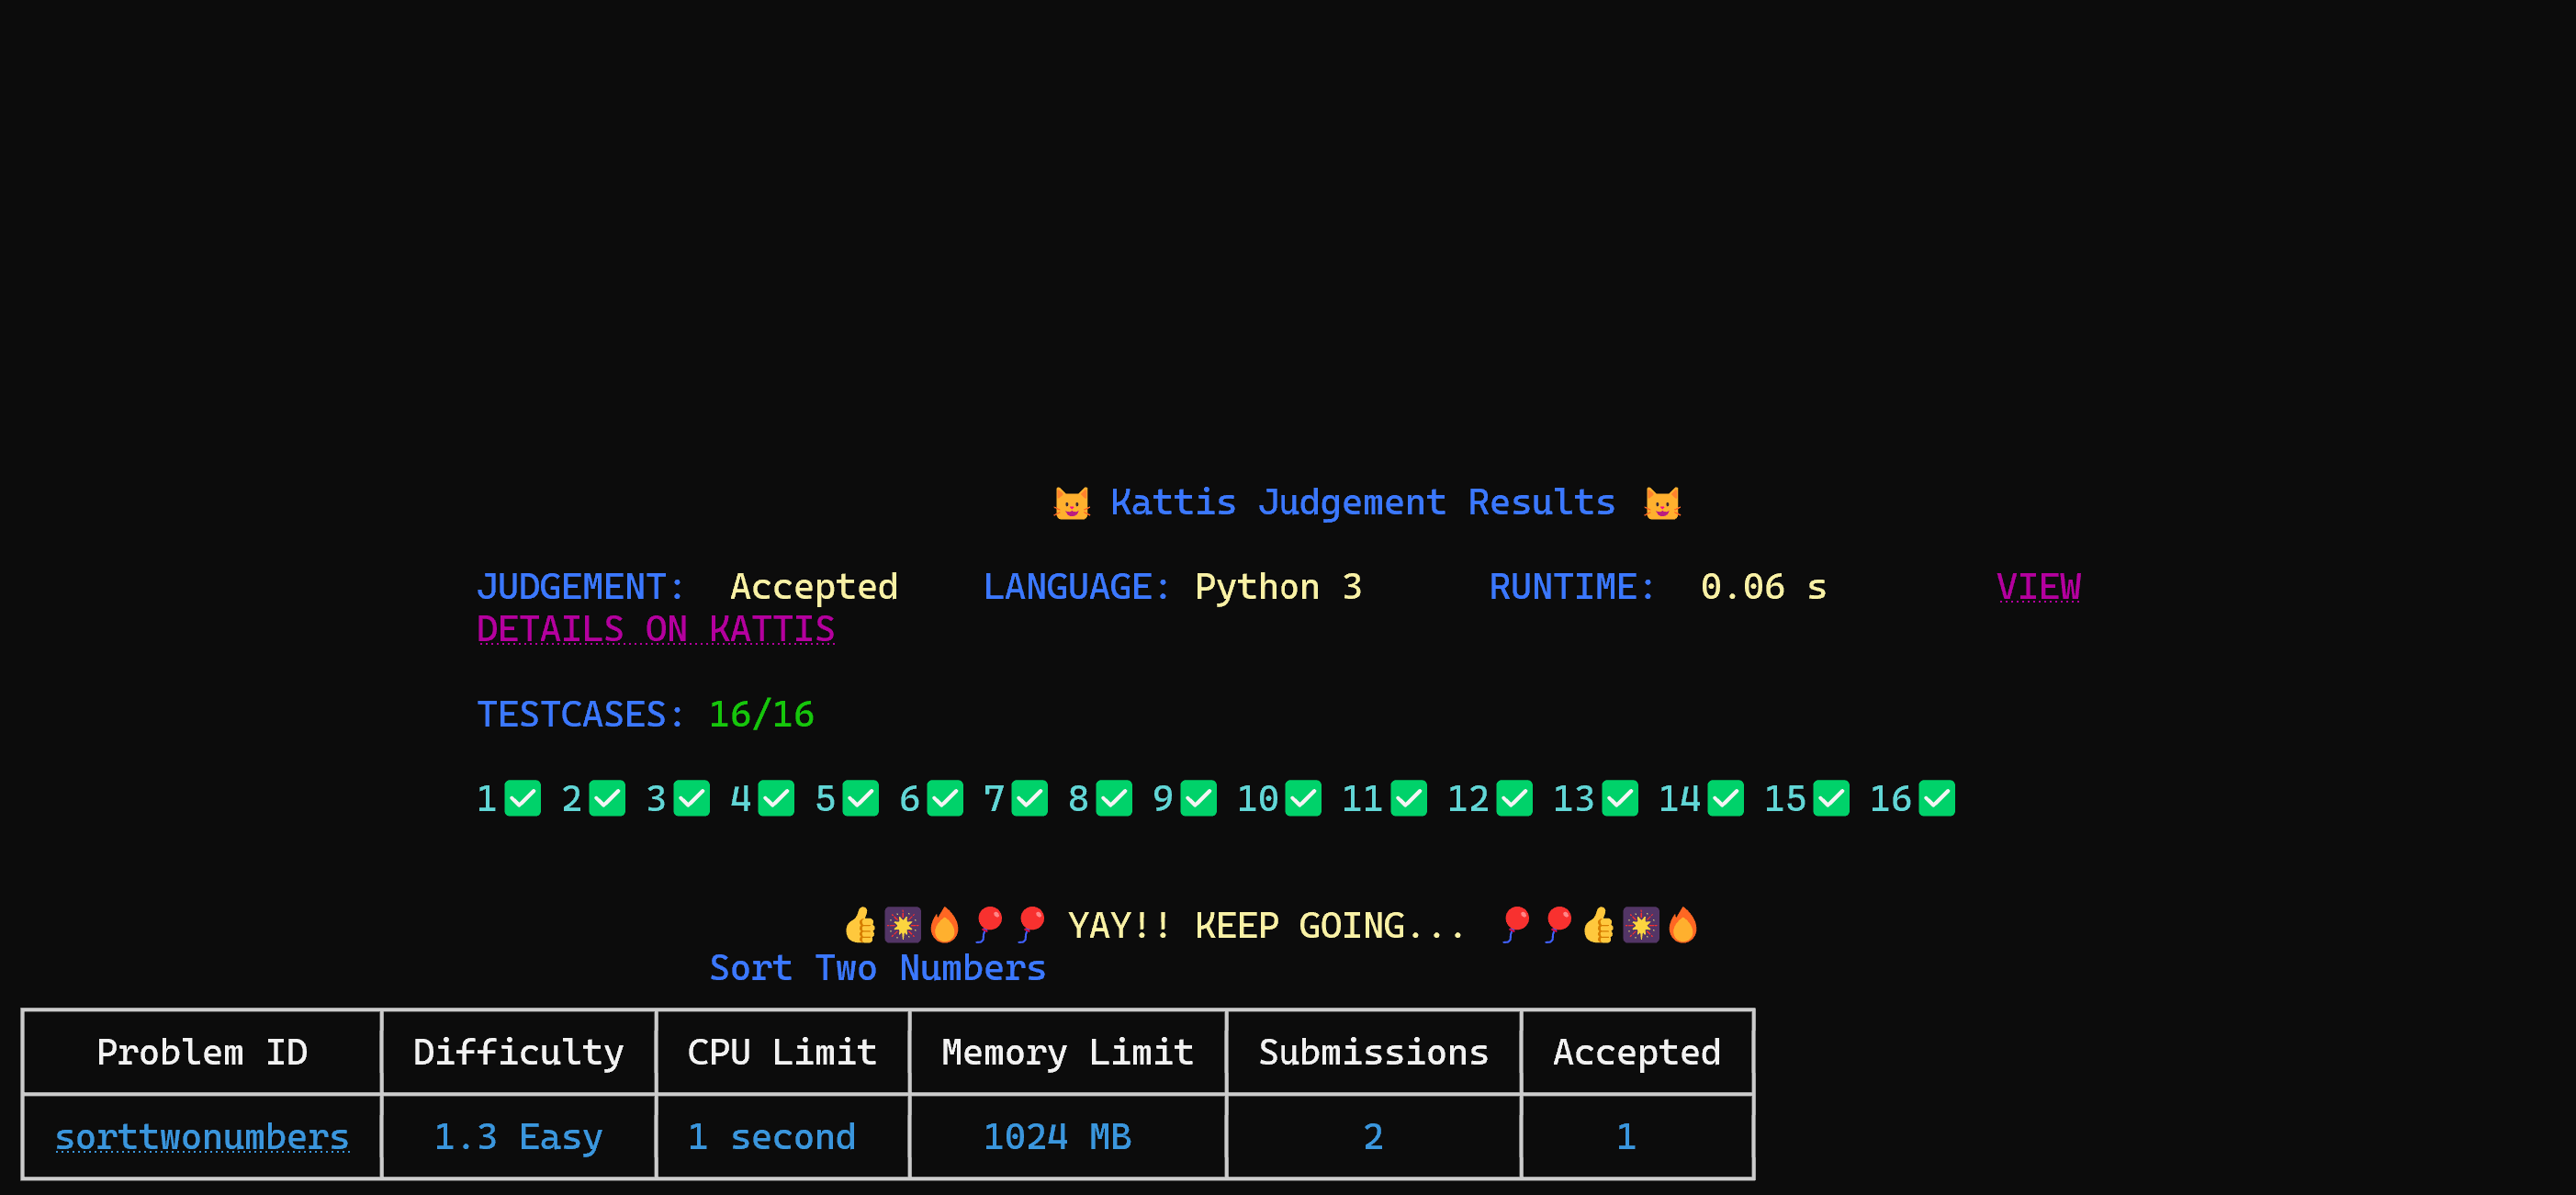 😺 Kattis Judgement Results 😺
JUDGEMENT: Accepted LANGUAGE: Python 3 RUNTIME: 0.06 s VIEW
DETAILS ON KATTIS
TESTCASES: 16/16
1✅ 2✅ 3✅ 4✅ 5✅ 6✅ 7✅ 8✅ 9✅ 10✅ 11✅ 12✅ 13✅ 14✅ 15✅ 16✅
👍🎆🔥🎈🎈 YAY!! KEEP GOING... 🎈🎈👍🎆🔥
Sort Two Numbers
Problem ID Difficulty CPU Limit Memory Limit Submissions Accepted
sorttwonumbers 1.3 Easy 1 second 1024 MB 2 1